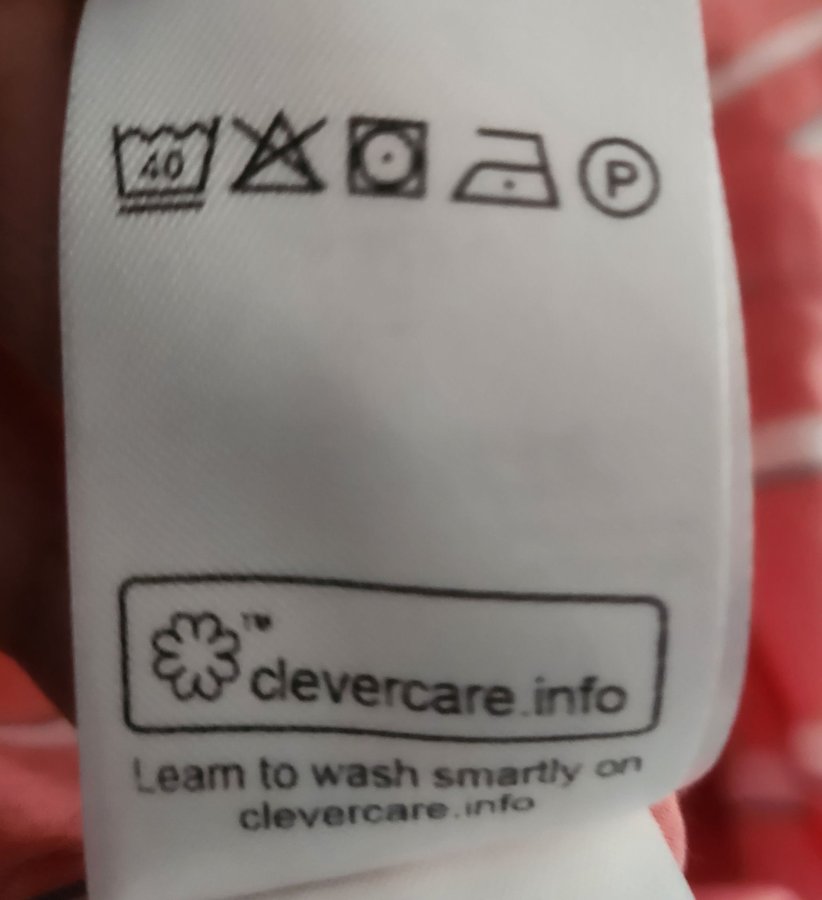 40 P
™
clevercare.info
Learn to wash smartly on
clevercare.info